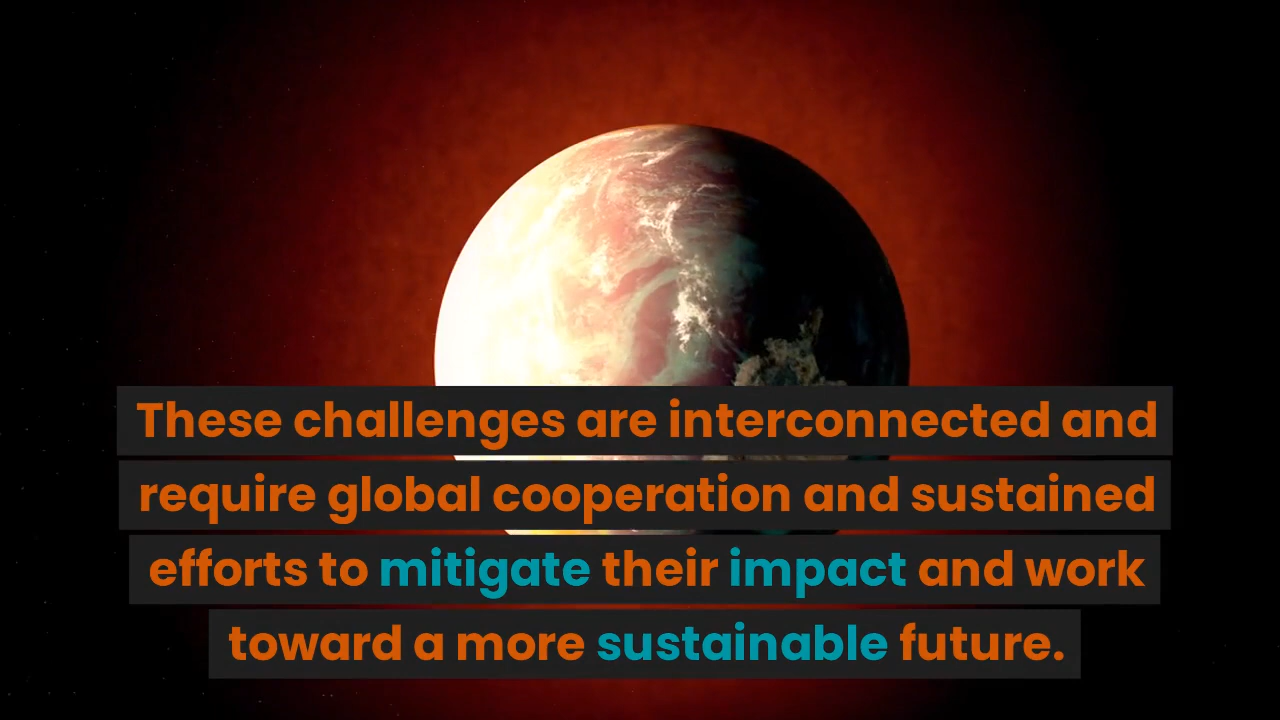 These challenges are interconnected and
require global cooperation and sustained
efforts to mitigate their impact and work
toward a more sustainable future.